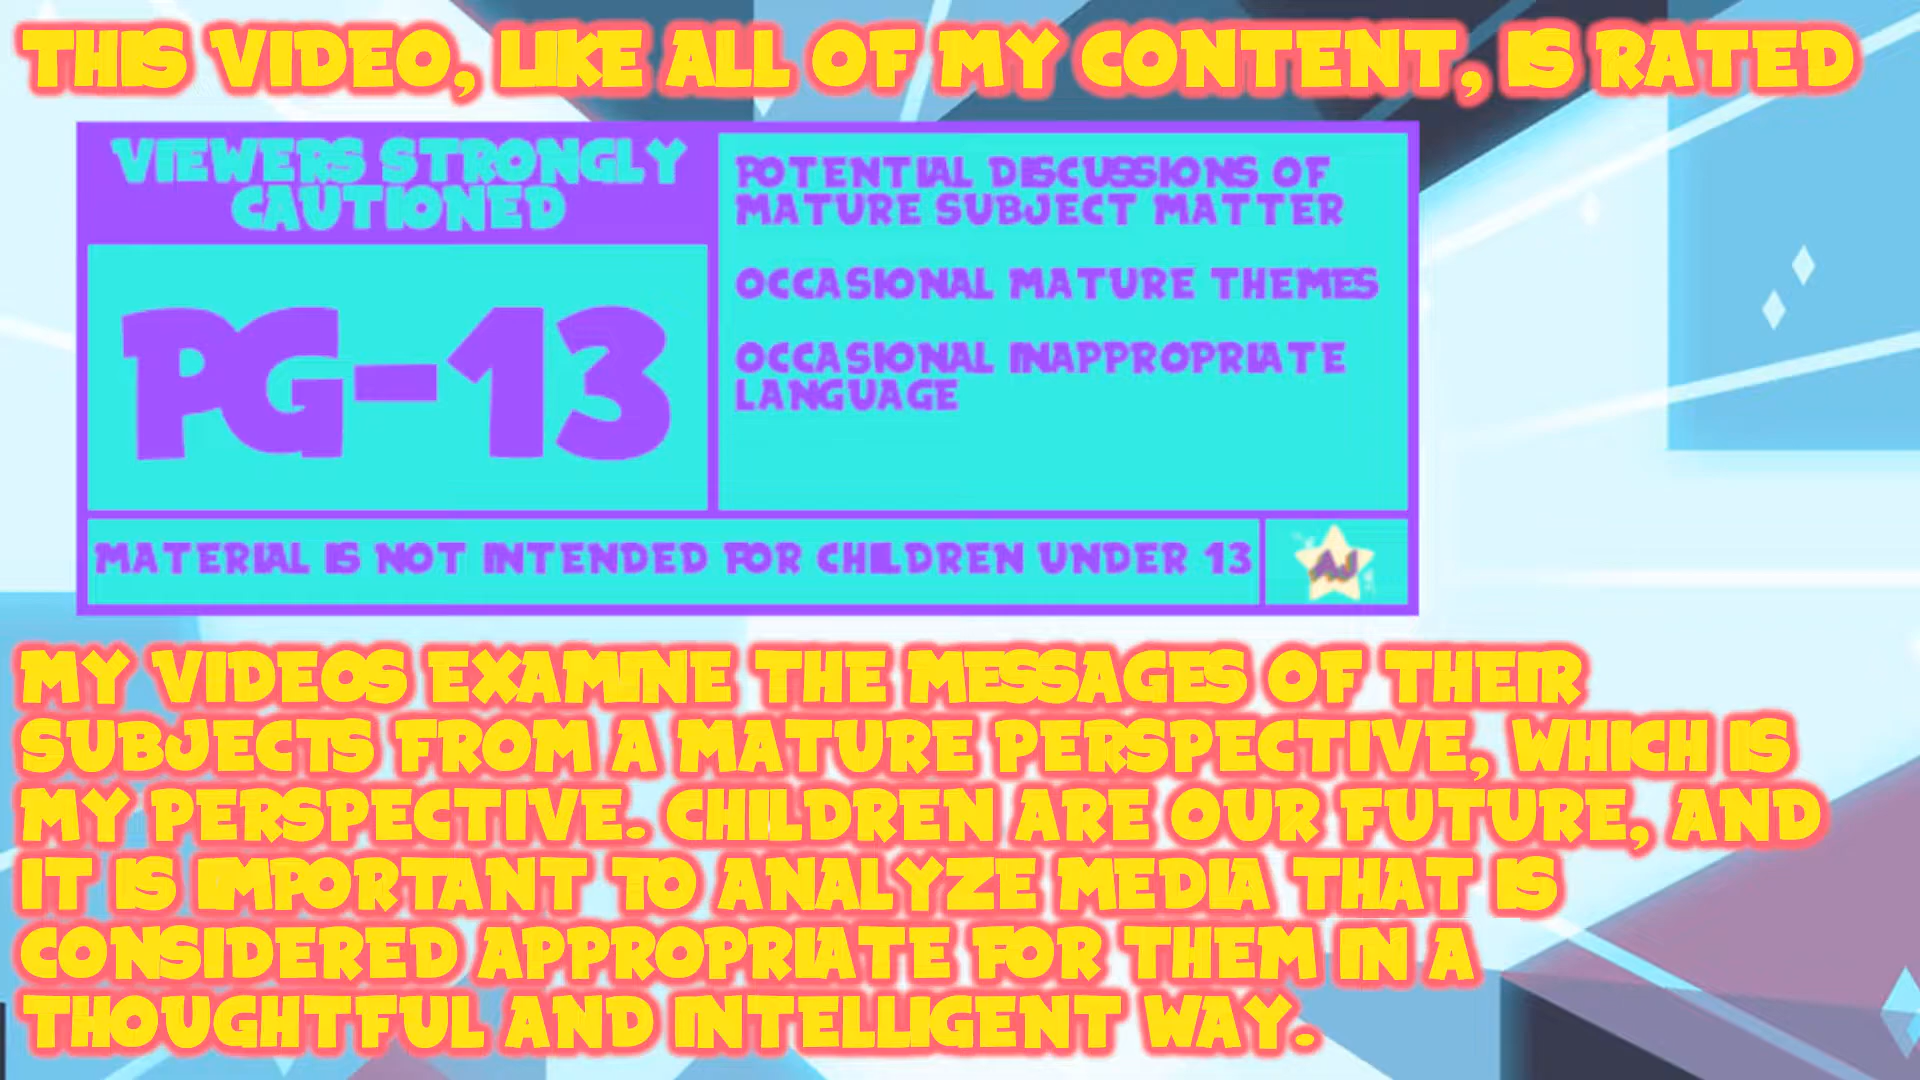 THIS VIDEO, LIKE ALL OF MY CONTENT, IS RATED
VIEWERS STRONGLY
CAUTIONED
PG-13
POTENTIAL DISCUSSIONS OF
MATURE SUBJECT MATTER
OCCASIONAL MATURE THEMES
OCCASIONAL INAPPROPRIATE
LANGUAGE
MATERIAL IS NOT INTENDED FOR CHILDREN UNDER 13
AJ
MY VIDEOS EXAMINE THE MESSAGES OF THEIR
SUBJECTS FROM A MATURE PERSPECTIVE, WHICH IS
MY PERSPECTIVE. CHILDREN ARE OUR FUTURE, AND
IT IS IMPORTANT TO ANALYZE MEDIA THAT IS
CONSIDERED APPROPRIATE FOR THEM IN A
THOUGHTFUL AND INTELLIGENT WAY.